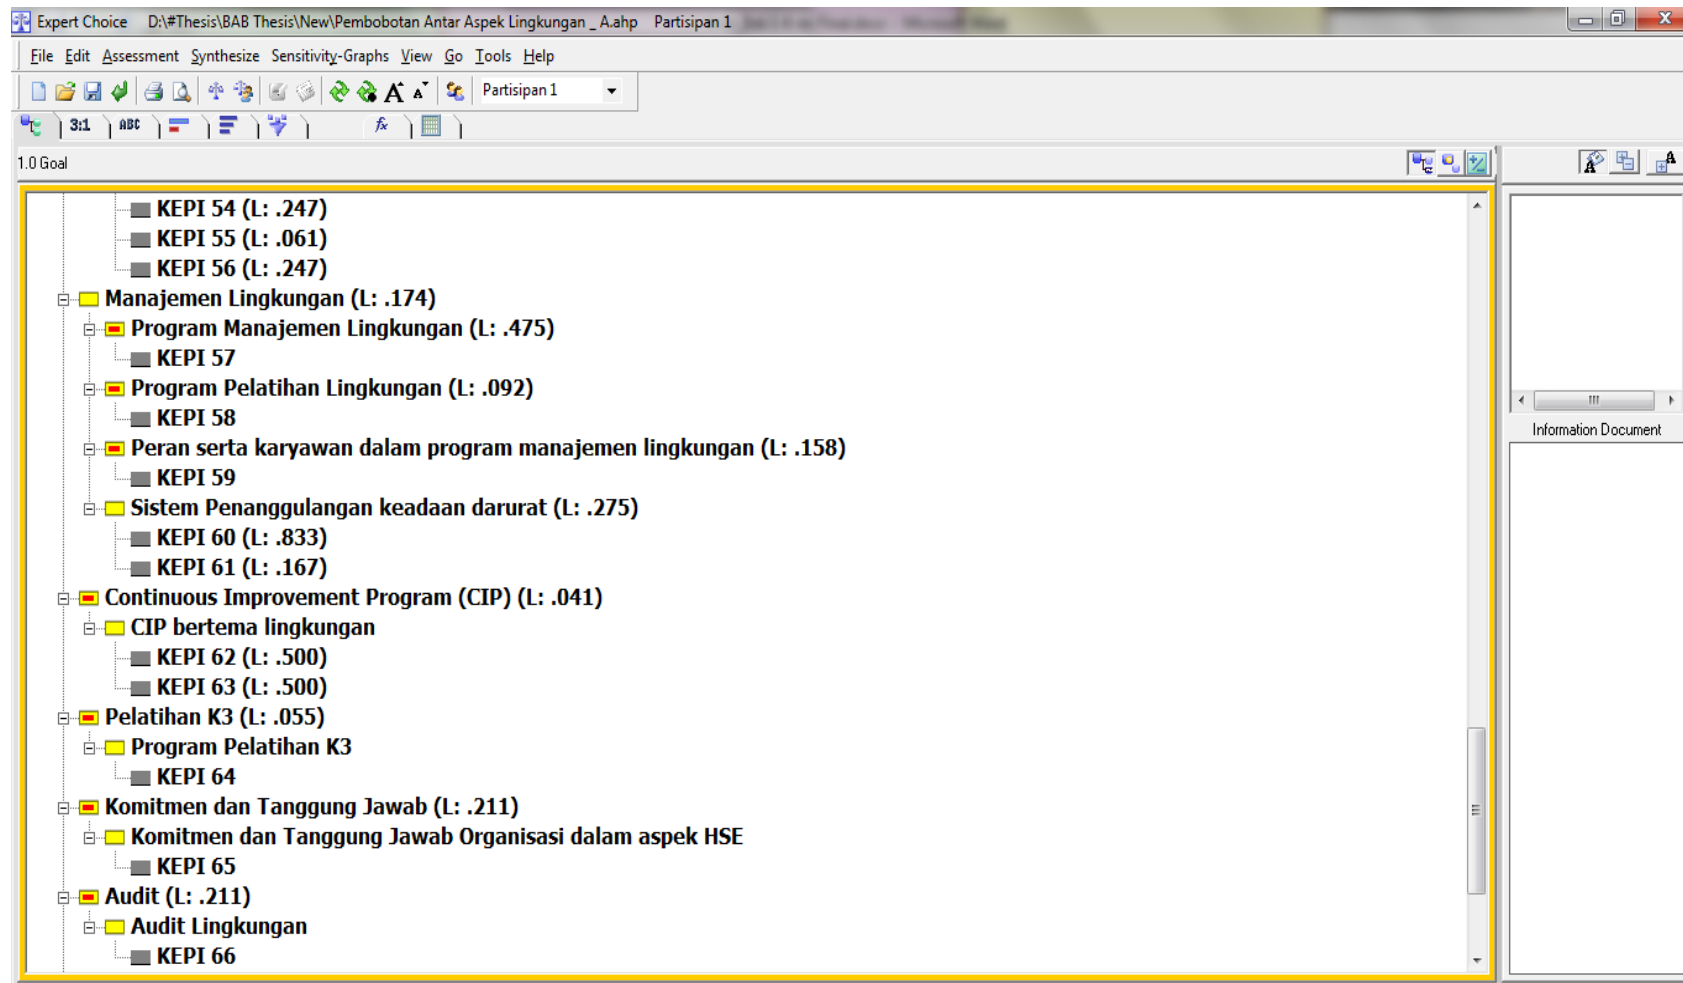 Expert Choice D:\#Thesis\BAB Thesis\New\Pembobotan Antar Aspek Lingkungan _ A.ahp Partisipan 1
File Edit Assessment Synthesize Sensitivity-Graphs View Go Tools Help
A A Partisipan 1
3:1 ABC fx
1.0 Goal
KEPI 54 (L: .247)
KEPI 55 (L: .061)
KEPI 56 (L: .247)
Manajemen Lingkungan (L: .174)
Program Manajemen Lingkungan (L: .475)
KEPI 57
Program Pelatihan Lingkungan (L: .092)
KEPI 58
Peran serta karyawan dalam program manajemen lingkungan (L: .158)
KEPI 59
Sistem Penanggulangan keadaan darurat (L: .275)
KEPI 60 (L: .833)
KEPI 61 (L: .167)
Continuous Improvement Program (CIP) (L: .041)
CIP bertema lingkungan
KEPI 62 (L: .500)
KEPI 63 (L: .500)
Pelatihan K3 (L: .055)
Program Pelatihan K3
KEPI 64
Komitmen dan Tanggung Jawab (L: .211)
Komitmen dan Tanggung Jawab Organisasi dalam aspek HSE
KEPI 65
Audit (L: .211)
Audit Lingkungan
KEPI 66
A A
Information Document